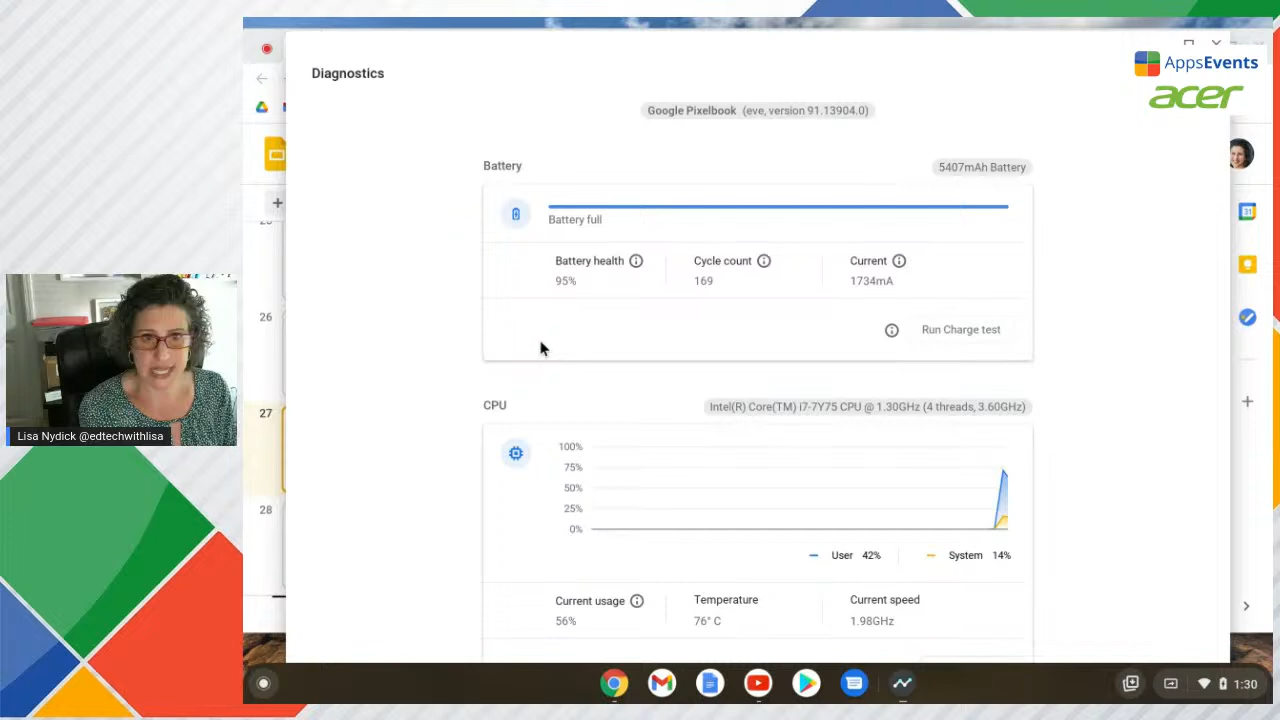 Diagnostics
AppsEvents
acer
Google Pixelbook (eve, version 91.13904.0)
Battery
5407mAh Battery
Battery full
Battery health
Cycle count
Current
95%
169
1734mA
Run Charge test
CPU
Intel(R) Core(TM) i7-7Y75 CPU @ 1.30GHz (4 threads, 3.60GHz)
100%
75%
50%
25%
0%
User 42%
System 14%
Current usage
Temperature
Current speed
56%
76° C
1.98GHz
26
27
28
31
Lisa Nydick @edtechwithlisa
1:30